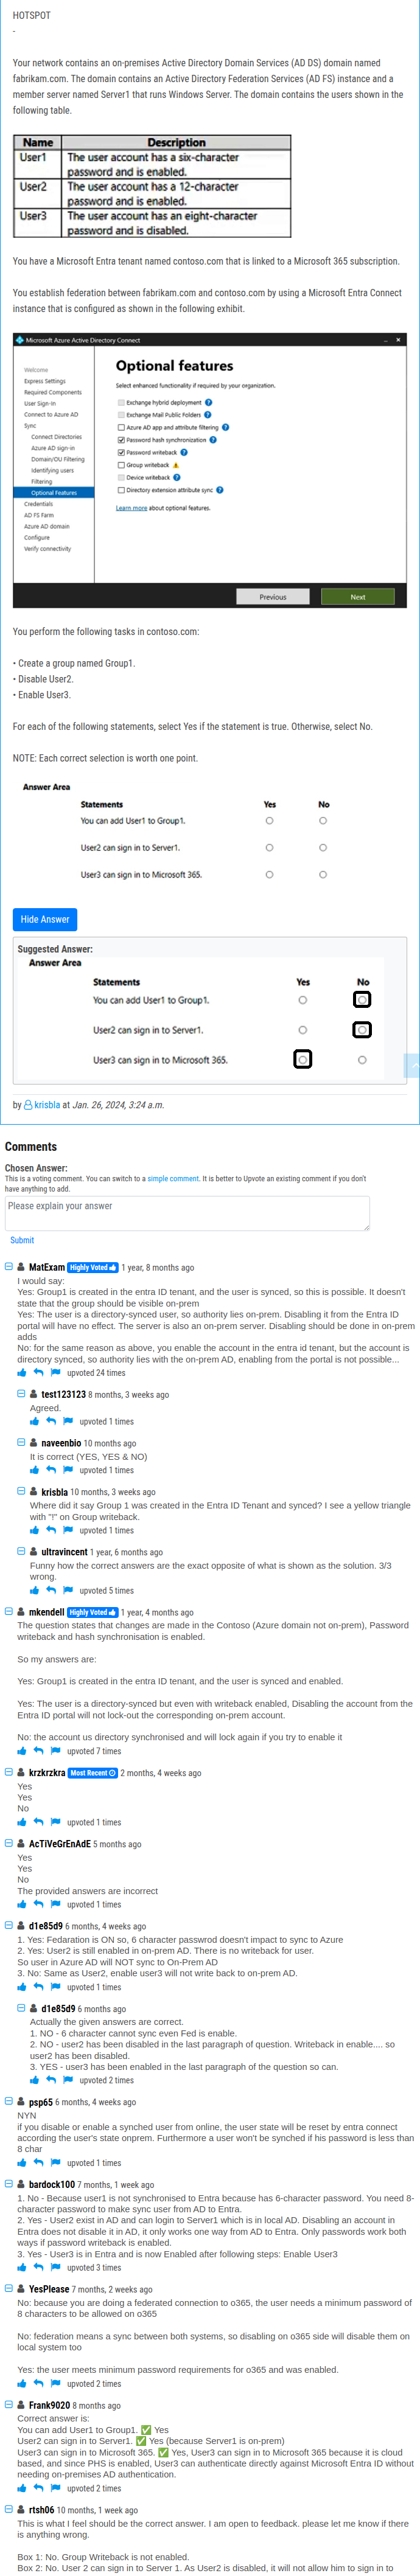 HOTSPOT
-
Your network contains an on-premises Active Directory Domain Services (AD DS) domain named
fabrikam.com. The domain contains an Active Directory Federation Services (AD FS) instance and a
member server named Server1 that runs Windows Server. The domain contains the users shown in the
following table.
Name Description
User1 The user account has a six-character
password and is enabled.
User2 The user account has a 12-character
password and is enabled.
User3 The user account has an eight-character
password and is disabled.
You have a Microsoft Entra tenant named contoso.com that is linked to a Microsoft 365 subscription.
You establish federation between fabrikam.com and contoso.com by using a Microsoft Entra Connect
instance that is configured as shown in the following exhibit.
Microsoft Azure Active Directory Connect
Welcome
Express Settings
Required Components
User Sign-In
Connect to Azure AD
Sync
Connect Directories
Azure AD sign-in
Domain/OU Filtering
Identifying users
Filtering
Optional Features
Credentials
AD FS Farm
Azure AD domain
Configure
Verify connectivity
Optional features
Select enhanced functionality if required by your organization.
Exchange hybrid deployment ?
Exchange Mail Public Folders ?
Azure AD app and attribute filtering ?
Password hash synchronization ?
Password writeback ?
Group writeback
Device writeback ?
Directory extension attribute sync ?
Learn more about optional features.
Previous Next
You perform the following tasks in contoso.com:
• Create a group named Group1.
• Disable User2.
• Enable User3.
For each of the following statements, select Yes if the statement is true. Otherwise, select No.
NOTE: Each correct selection is worth one point.
Answer Area
Statements Yes No
You can add User1 to Group1.
User2 can sign in to Server1.
User3 can sign in to Microsoft 365.
Hide Answer
Suggested Answer:
Answer Area
Statements Yes No
You can add User1 to Group1.
User2 can sign in to Server1.
User3 can sign in to Microsoft 365.
by krisbla at Jan. 26, 2024, 3:24 a.m.
Comments
Chosen Answer:
This is a voting comment. You can switch to a simple comment. It is better to Upvote an existing comment if you don't
have anything to add.
Please explain your answer
Submit
MatExam Highly Voted 1 year, 8 months ago
I would say:
Yes: Group1 is created in the entra ID tenant, and the user is synced, so this is possible. It doesn't
state that the group should be visible on-prem
Yes: The user is a directory-synced user, so authority lies on-prem. Disabling it from the Entra ID
portal will have no effect. The server is also an on-prem server. Disabling should be done in on-prem
adds
No: for the same reason as above, you enable the account in the entra id tenant, but the account is
directory synced, so authority lies with the on-prem AD, enabling from the portal is not possible...
upvoted 24 times
test123123 8 months, 3 weeks ago
Agreed.
upvoted 1 times
naveenbio 10 months ago
It is correct (YES, YES & NO)
upvoted 1 times
krisbla 10 months, 3 weeks ago
Where did it say Group 1 was created in the Entra ID Tenant and synced? I see a yellow triangle
with "!" on Group writeback.
upvoted 1 times
ultravincent 1 year, 6 months ago
Funny how the correct answers are the exact opposite of what is shown as the solution. 3/3
wrong.
upvoted 5 times
mkendell Highly Voted 1 year, 4 months ago
The question states that changes are made in the Contoso (Azure domain not on-prem), Password
writeback and hash synchronisation is enabled.
So my answers are:
Yes: Group1 is created in the entra ID tenant, and the user is synced and enabled.
Yes: The user is a directory-synced but even with writeback enabled, Disabling the account from the
Entra ID portal will not lock-out the corresponding on-prem account.
No: the account us directory synchronised and will lock again if you try to enable it
upvoted 7 times
krzkrzkra Most Recent 2 months, 4 weeks ago
Yes
Yes
No
upvoted 1 times
AcTiVeGrEnAdE 5 months ago
Yes
Yes
No
The provided answers are incorrect
upvoted 1 times
d1e85d9 6 months, 4 weeks ago
1. Yes: Fedaration is ON so, 6 character passwrod doesn't impact to sync to Azure
2. Yes: User2 is still enabled in on-prem AD. There is no writeback for user.
So user in Azure AD will NOT sync to On-Prem AD
3. No: Same as User2, enable user3 will not write back to on-prem AD.
upvoted 1 times
d1e85d9 6 months ago
Actually the given answers are correct.
1. NO - 6 character cannot sync even Fed is enable.
2. NO - user2 has been disabled in the last paragraph of question. Writeback in enable.... so
user2 has been disabled.
3. YES - user3 has been enabled in the last paragraph of the question so can.
upvoted 2 times
psp65 6 months, 4 weeks ago
NYN
if you disable or enable a synched user from online, the user state will be reset by entra connect
according the user's state onprem. Furthermore a user won't be synched if his password is less than
8 char
upvoted 1 times
bardock100 7 months, 1 week ago
1. No - Because user1 is not synchronised to Entra because has 6-character password. You need 8-
character password to make sync user from AD to Entra.
2. Yes - User2 exist in AD and can login to Server1 which is in local AD. Disabling an account in
Entra does not disable it in AD, it only works one way from AD to Entra. Only passwords work both
ways if password writeback is enabled.
3. Yes - User3 is in Entra and is now Enabled after following steps: Enable User3
upvoted 3 times
YesPlease 7 months, 2 weeks ago
No: because you are doing a federated connection to o365, the user needs a minimum password of
8 characters to be allowed on o365
No: federation means a sync between both systems, so disabling on o365 side will disable them on
local system too
Yes: the user meets minimum password requirements for o365 and was enabled.
upvoted 2 times
Frank9020 8 months ago
Correct answer is:
You can add User1 to Group1. ✅ Yes
User2 can sign in to Server1. ✅ Yes (because Server1 is on-prem)
User3 can sign in to Microsoft 365. ✅ Yes, User3 can sign in to Microsoft 365 because it is cloud
based, and since PHS is enabled, User3 can authenticate directly against Microsoft Entra ID without
needing on-premises AD authentication.
upvoted 2 times
rtsh06 10 months, 1 week ago
This is what I feel should be the correct answer. I am open to feedback. please let me know if there
is anything wrong.
Box 1: No. Group Writeback is not enabled.
Box 2: No. User 2 can sign in to Server 1. As User2 is disabled, it will not allow him to sign in to